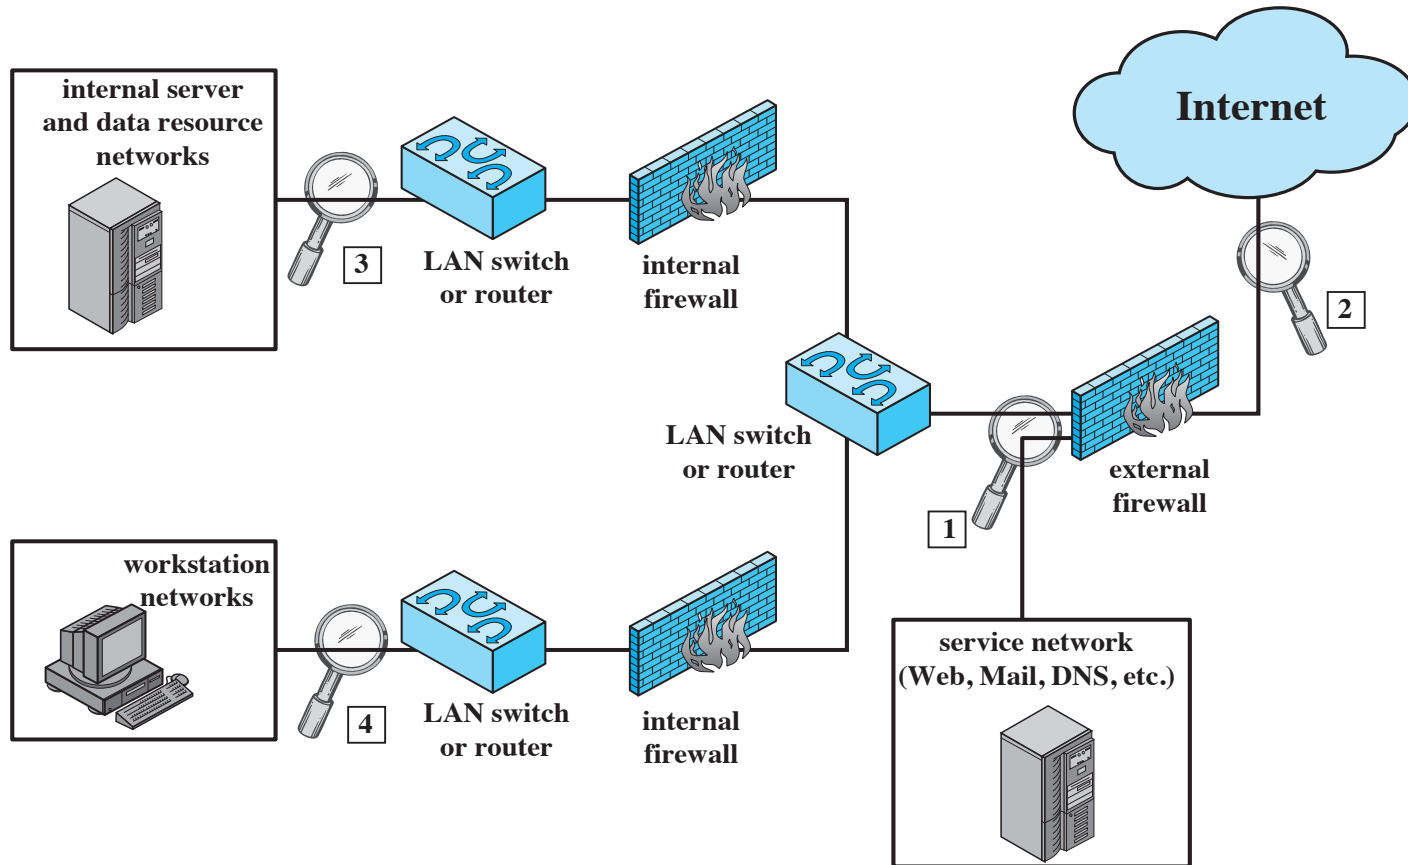 internal server
and data resource
networks
3
LAN switch
or router
internal
firewall
Internet
2
LAN switch
or router
1
external
firewall
workstation
networks
4
LAN switch
or router
internal
firewall
service network
(Web, Mail, DNS, etc.)